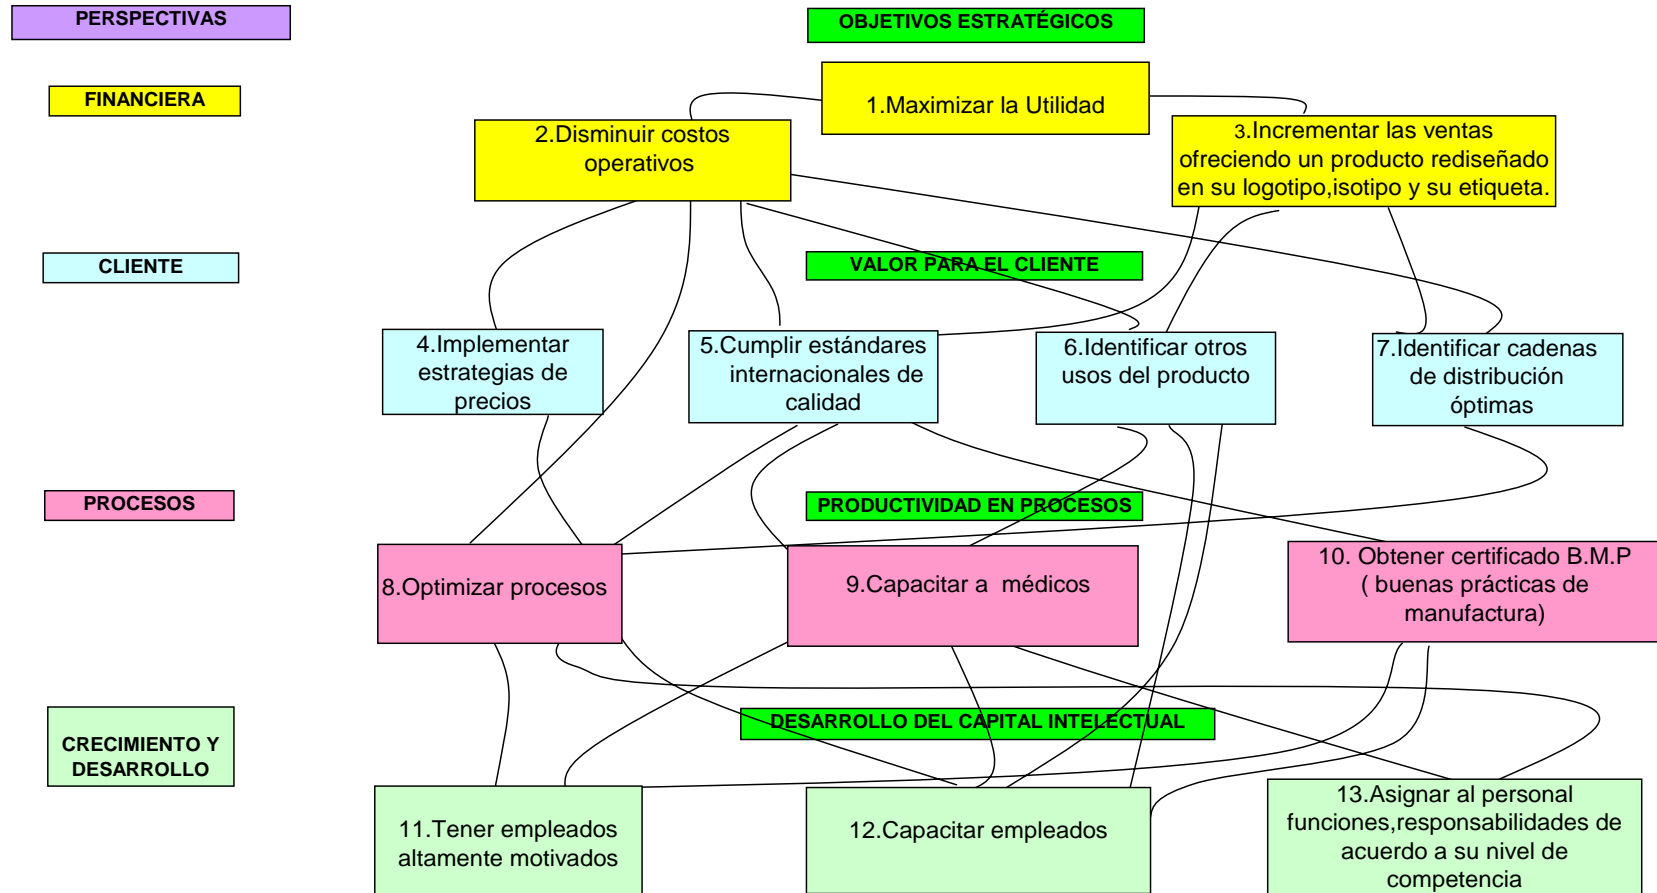 PERSPECTIVAS
OBJETIVOS ESTRATÉGICOS
FINANCIERA
1.Maximizar la Utilidad
2.Disminuir costos
operativos
3.Incrementar las ventas
ofreciendo un producto rediseñado
en su logotipo,isotipo y su etiqueta.
CLIENTE
VALOR PARA EL CLIENTE
4.Implementar
estrategias de
precios
5.Cumplir estándares
internacionales de
calidad
6.Identificar otros
usos del producto
7.Identificar cadenas
de distribución
óptimas
PROCESOS
PRODUCTIVIDAD EN PROCESOS
8.Optimizar procesos
9.Capacitar a médicos
10. Obtener certificado B.M.P
( buenas prácticas de
manufactura)
CRECIMIENTO Y
DESARROLLO
DESARROLLO DEL CAPITAL INTELECTUAL
11.Tener empleados
altamente motivados
12.Capacitar empleados
13.Asignar al personal
funciones,responsabilidades de
acuerdo a su nivel de
competencia